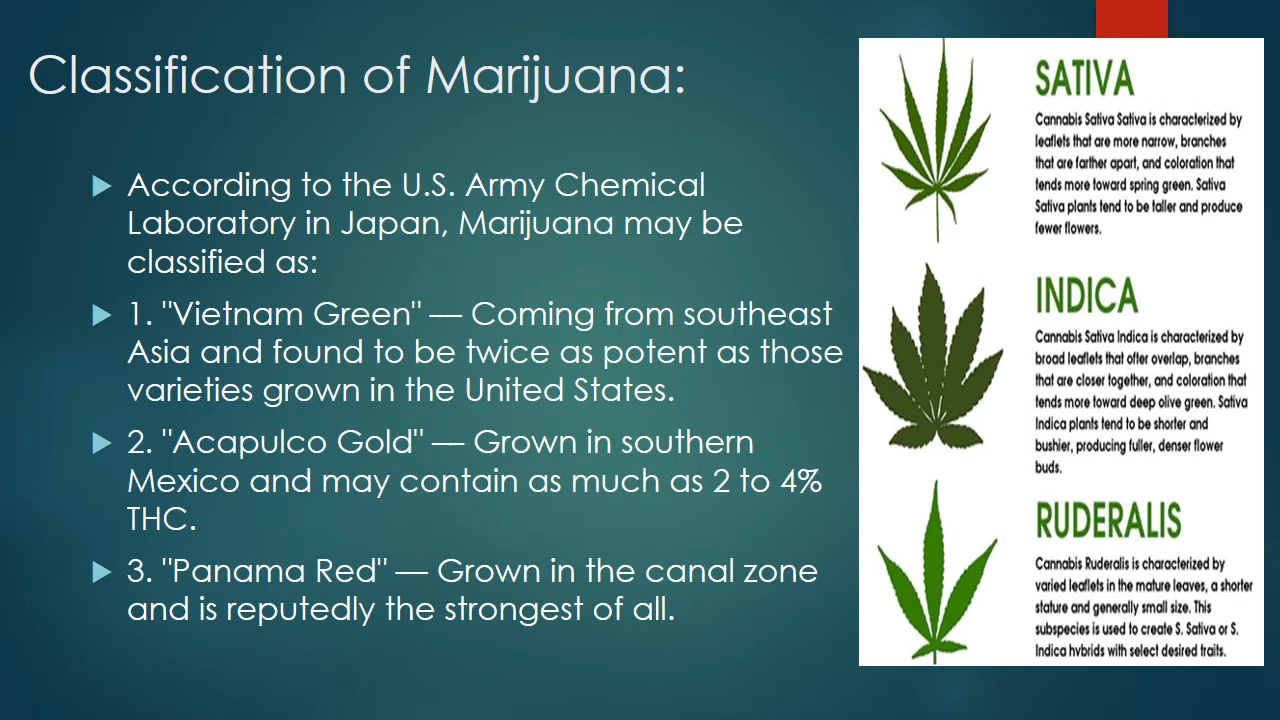 Classification of Marijuana:
According to the U.S. Army Chemical
Laboratory in Japan, Marijuana may be
classified as:
1. "Vietnam Green" — Coming from southeast
Asia and found to be twice as potent as those
varieties grown in the United States.
2. "Acapulco Gold" — Grown in southern
Mexico and may contain as much as 2 to 4%
THC.
3. "Panama Red" — Grown in the canal zone
and is reputedly the strongest of all.
SATIVA
Cannabis Sativa Sativa is characterized by
leaflets that are more narrow, branches
that are farther apart, and coloration that
tends more toward spring green. Sativa
Sativa plants tend to be taller and produce
fewer flowers.
INDICA
Cannabis Sativa Indica is characterized by
broad leaflets that offer overlap, branches
that are closer together, and coloration that
tends more toward deep olive green. Sativa
Indica plants tend to be shorter and
bushier, producing fuller, denser flower
buds.
RUDERALIS
Cannabis Ruderalis is characterized by
varied leaflets in the mature leaves, a shorter
stature and generally small size. This
subspecies is used to create S. Sativa or S.
Indica hybrids with select desired traits.